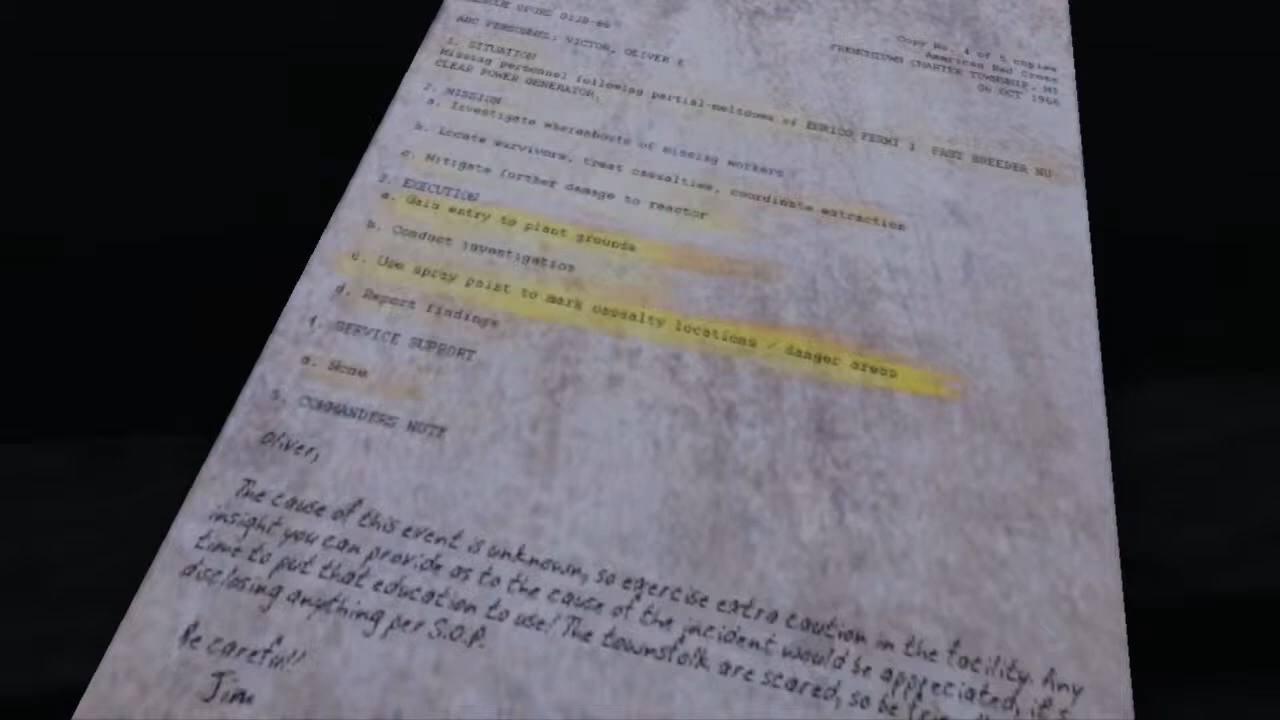 ARC PERSONNEL: VICTOR, OLIVER E
Copy No. 4 of 5 copies
American Red Cross
FRENCHTOWN CHARTER TOWNSHIP, MI
06 OCT 1966
1. SITUATION
Missing personnel following partial-meltdown of ENRICO FERMI 1 FAST BREEDER NU
CLEAR POWER GENERATOR.
2. MISSION
a. Investigate whereabouts of missing workers
b. Locate survivors, treat casualties, coordinate extraction
c. Mitigate further damage to reactor
3. EXECUTION
a. Gain entry to plant grounds
b. Conduct investigation
c. Use spray paint to mark casualty locations / danger areas
d. Report findings
4. SERVICE SUPPORT
a. None
5. COMMANDERS NOTE
Oliver,
The cause of this event is unknown, so exercise extra caution in the facility. Any
insight you can provide as to the cause of the incident would be appreciated, it's
time to put that education to use! The townsfolk are scared, so be
disclosing anything per S.O.P.
Be careful!
Jim